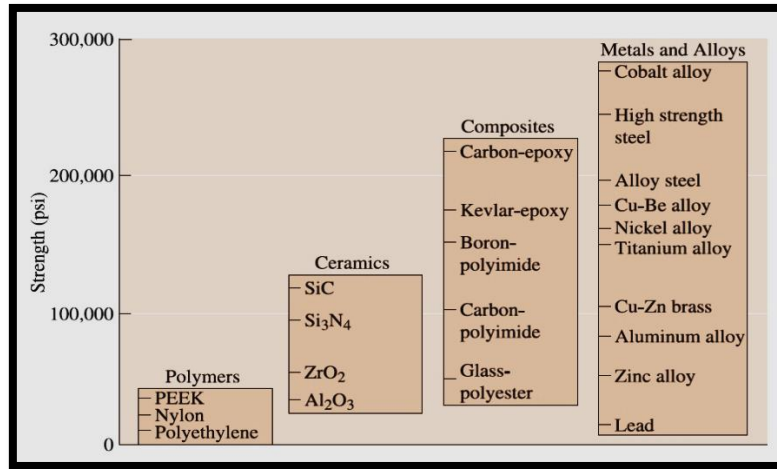 300,000
200,000
100,000
0
Strength (psi)
Polymers
PEEK
Nylon
Polyethylene
Ceramics
SiC
Si₃N₄
ZrO₂
Al₂O₃
Composites
Carbon-epoxy
Kevlar-epoxy
Boron-
polyimide
Carbon-
polyimide
Glass-
polyester
Metals and Alloys
Cobalt alloy
High strength
steel
Alloy steel
Cu-Be alloy
Nickel alloy
Titanium alloy
Cu-Zn brass
Aluminum alloy
Zinc alloy
Lead